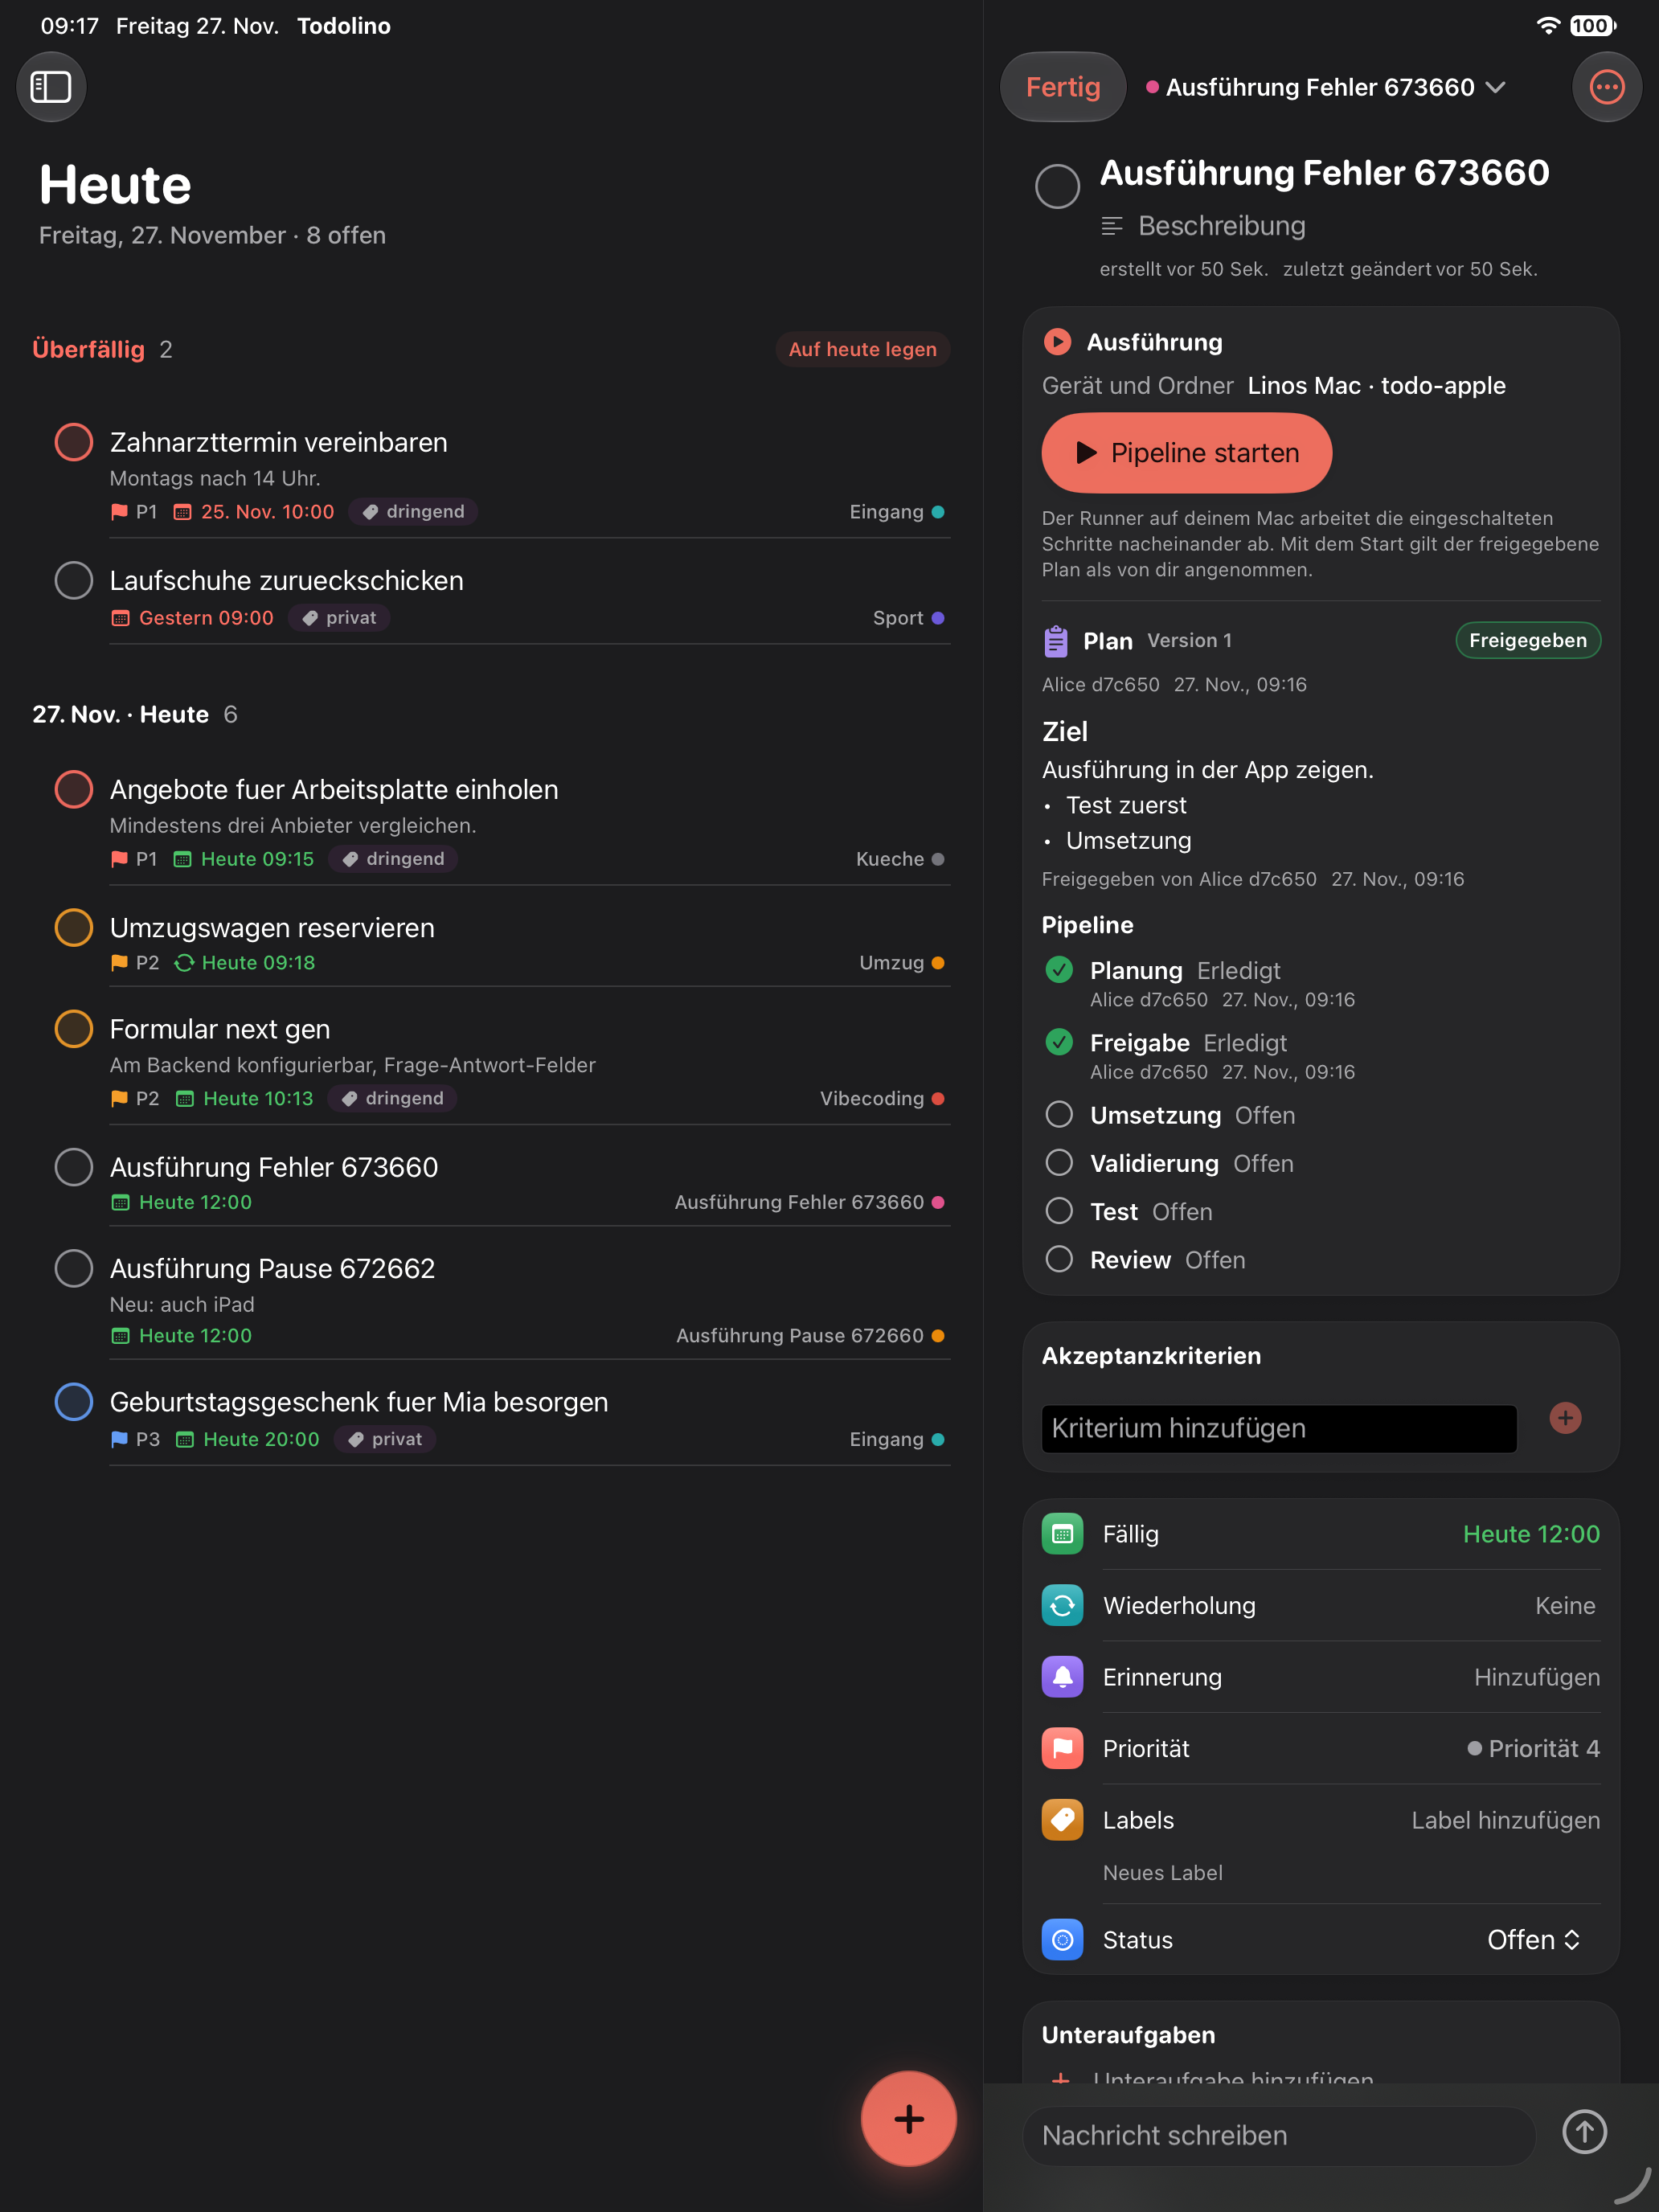 09:17 Freitag 27. Nov. Todolino
100
Heute
Freitag, 27. November · 8 offen
Überfällig 2
Auf heute legen
Zahnarzttermin vereinbaren
Montags nach 14 Uhr.
P1 25. Nov. 10:00 dringend Eingang
Laufschuhe zurueckschicken
Gestern 09:00 privat Sport
27. Nov. · Heute 6
Angebote fuer Arbeitsplatte einholen
Mindestens drei Anbieter vergleichen.
P1 Heute 09:15 dringend Kueche
Umzugswagen reservieren
P2 Heute 09:18 Umzug
Formular next gen
Am Backend konfigurierbar, Frage-Antwort-Felder
P2 Heute 10:13 dringend Vibecoding
Ausführung Fehler 673660
Heute 12:00 Ausführung Fehler 673660
Ausführung Pause 672662
Neu: auch iPad
Heute 12:00 Ausführung Pause 672660
Geburtstagsgeschenk fuer Mia besorgen
P3 Heute 20:00 privat Eingang
Fertig Ausführung Fehler 673660
Ausführung Fehler 673660
Beschreibung
erstellt vor 50 Sek. zuletzt geändert vor 50 Sek.
Ausführung
Gerät und Ordner Linos Mac · todo-apple
Pipeline starten
Der Runner auf deinem Mac arbeitet die eingeschalteten
Schritte nacheinander ab. Mit dem Start gilt der freigegebene
Plan als von dir angenommen.
Plan Version 1 Freigegeben
Alice d7c650 27. Nov., 09:16
Ziel
Ausführung in der App zeigen.
• Test zuerst
• Umsetzung
Freigegeben von Alice d7c650 27. Nov., 09:16
Pipeline
Planung Erledigt
Alice d7c650 27. Nov., 09:16
Freigabe Erledigt
Alice d7c650 27. Nov., 09:16
Umsetzung Offen
Validierung Offen
Test Offen
Review Offen
Akzeptanzkriterien
Kriterium hinzufügen
Fällig Heute 12:00
Wiederholung Keine
Erinnerung Hinzufügen
Priorität Priorität 4
Labels Label hinzufügen
Neues Label
Status Offen
Unteraufgaben
Unteraufgabe hinzufügen
Nachricht schreiben